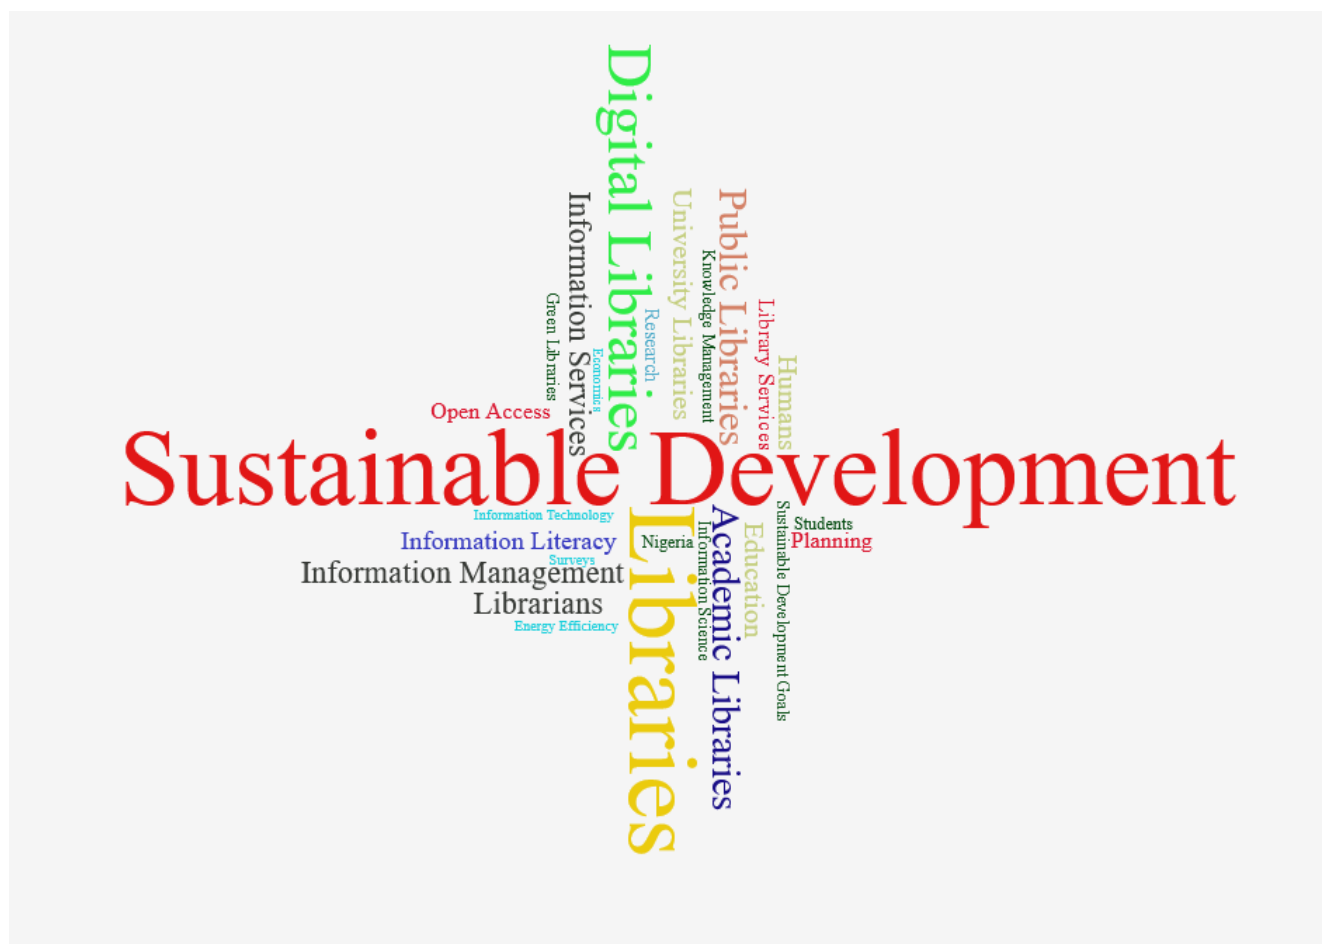 Digital Libraries
Information Services
University Libraries
Public Libraries
Knowledge Management
Green Libraries
Library Services
Research
Economics
Humans
Open Access
Sustainable Development
Information Technology
Information Literacy
Surveys
Information Management
Librarians
Energy Efficiency
Libraries
Nigeria
Information Science
Academic Libraries
Education
Sustainable Development Goals
Students
Planning